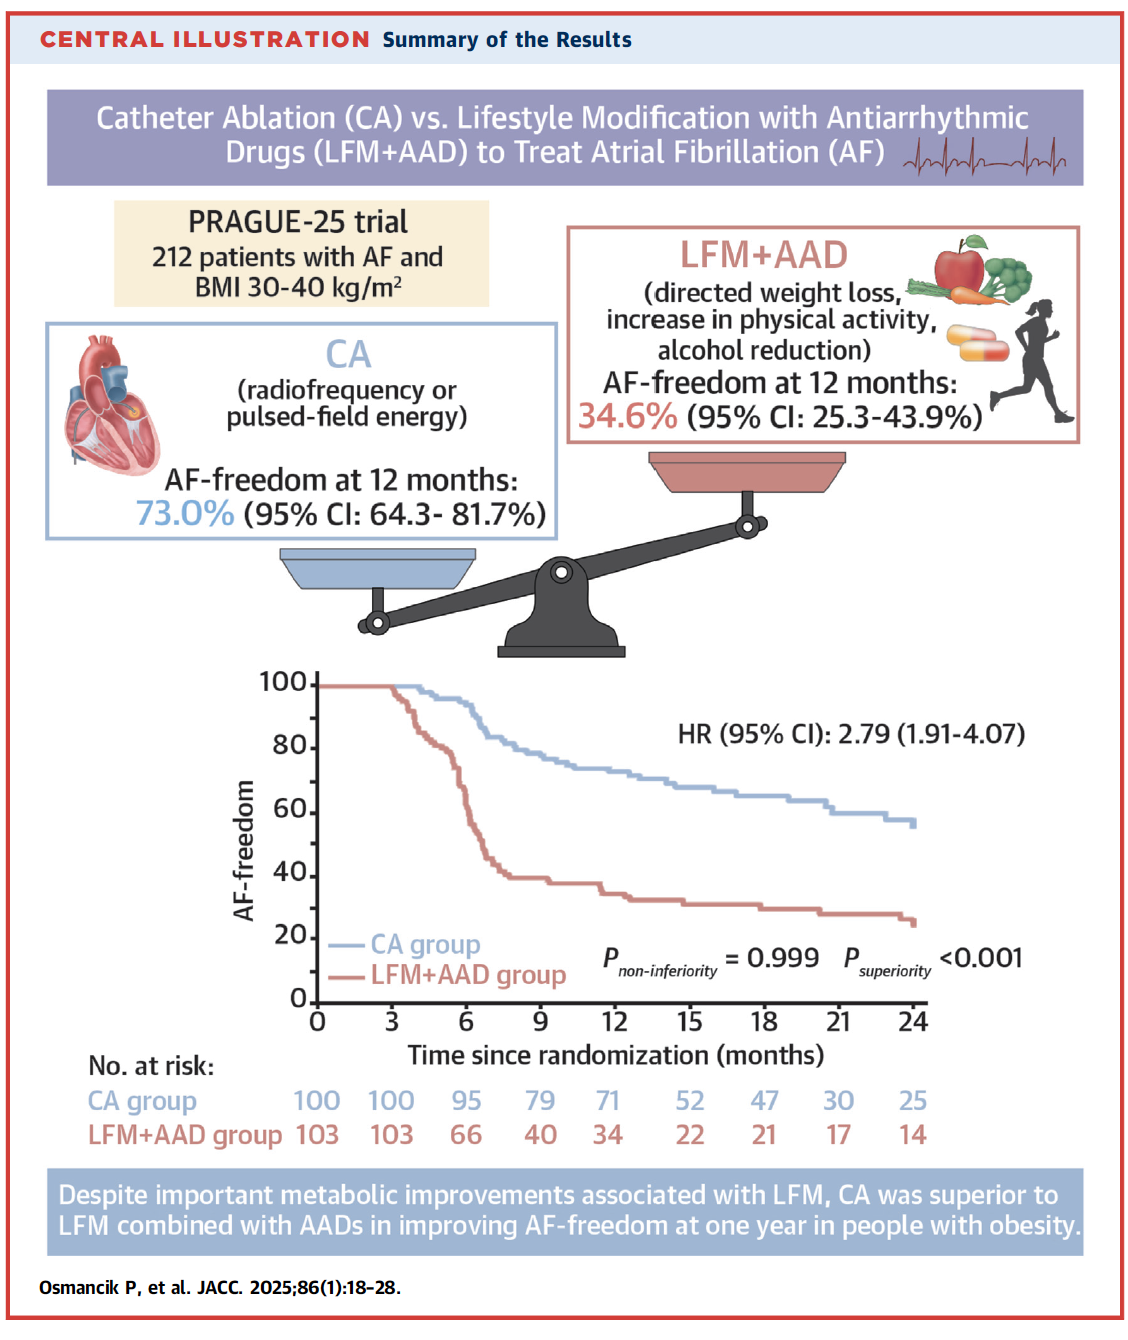 CENTRAL ILLUSTRATION Summary of the Results
Catheter Ablation (CA) vs. Lifestyle Modification with Antiarrhythmic
Drugs (LFM+AAD) to Treat Atrial Fibrillation (AF)
PRAGUE-25 trial
212 patients with AF and
BMI 30-40 kg/m²
CA
(radiofrequency or
pulsed-field energy)
AF-freedom at 12 months:
73.0% (95% CI: 64.3- 81.7%)
LFM+AAD
(directed weight loss,
increase in physical activity,
alcohol reduction)
AF-freedom at 12 months:
34.6% (95% CI: 25.3-43.9%)
AF-freedom
100
80
60
40
20
0
HR (95% CI): 2.79 (1.91-4.07)
CA group
LFM+AAD group
P non-inferiority = 0.999 P superiority <0.001
0 3 6 9 12 15 18 21 24
Time since randomization (months)
No. at risk:
CA group 100 100 95 79 71 52 47 30 25
LFM+AAD group 103 103 66 40 34 22 21 17 14
Despite important metabolic improvements associated with LFM, CA was superior to
LFM combined with AADs in improving AF-freedom at one year in people with obesity.
Osmancik P, et al. JACC. 2025;86(1):18–28.